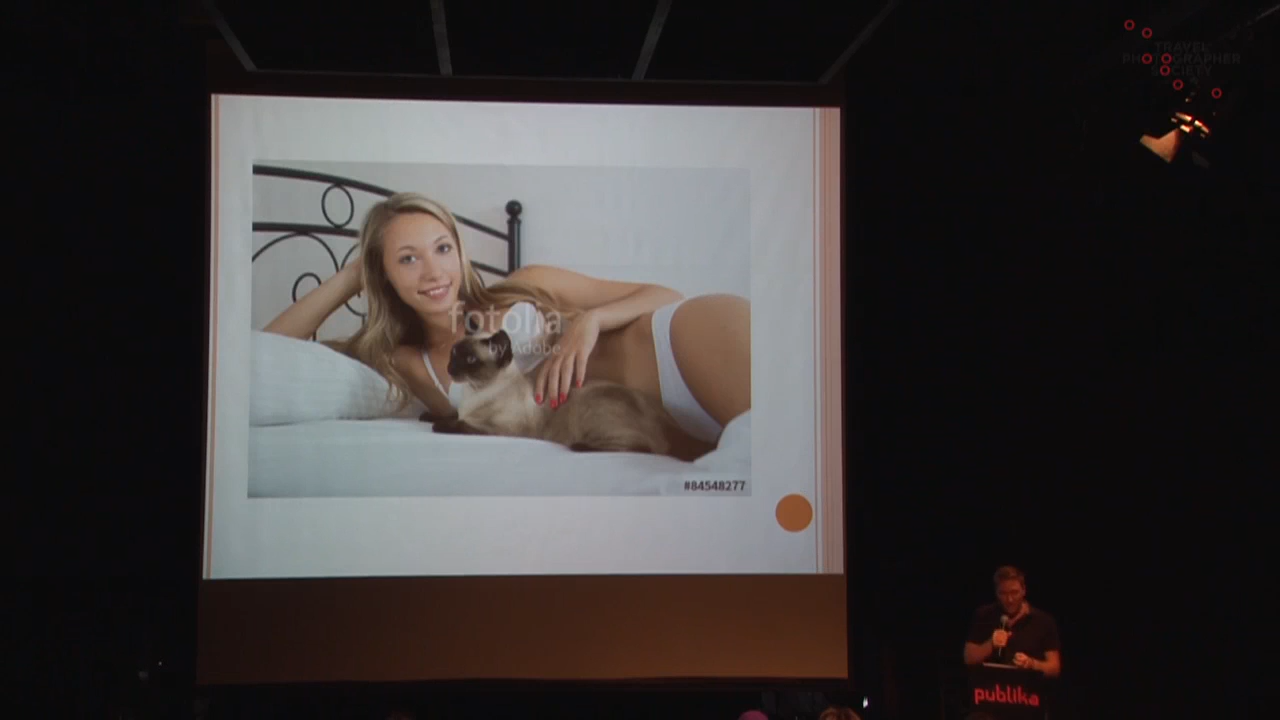 TRAVEL
PHOTOGRAPHER
SOCIETY
fotolia
by Adobe
#84548277
publika